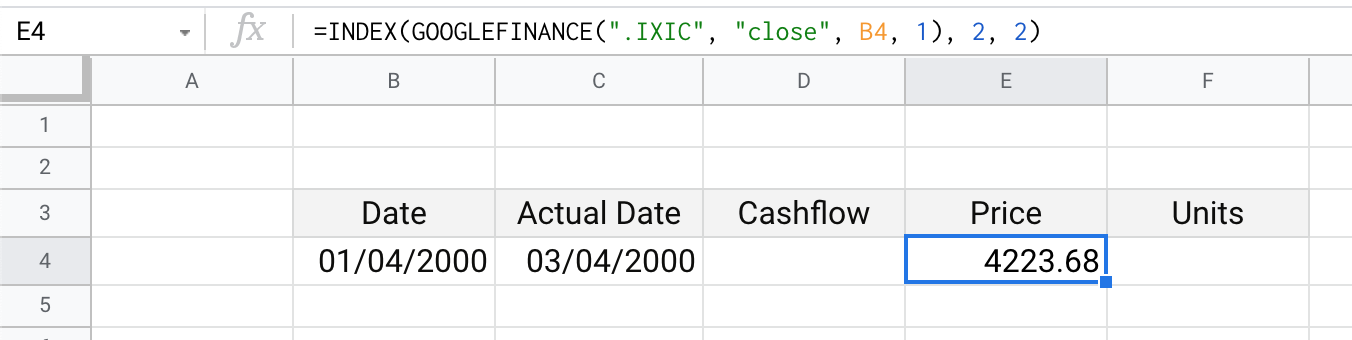 E4 fx =INDEX(GOOGLEFINANCE(".IXIC", "close", B4, 1), 2, 2)
A B C D E F
1
2
3 Date Actual Date Cashflow Price Units
4 01/04/2000 03/04/2000 4223.68
5